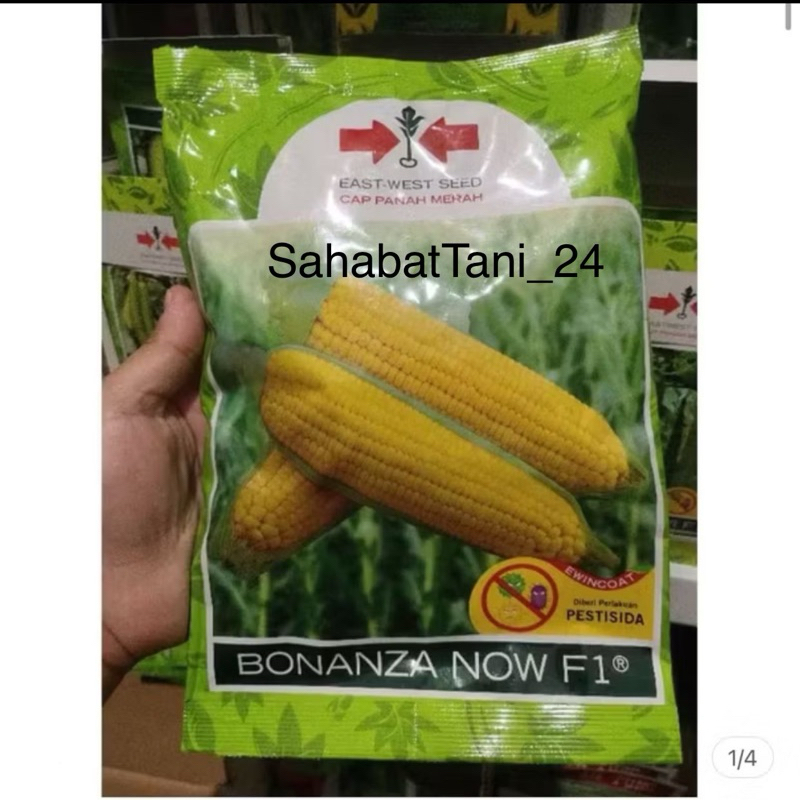 EAST-WEST SEED
CAP PANAH MERAH
SahabatTani_24
EWINCOAT
Diberi Perlakuan
PESTISIDA
BONANZA NOW F1®
1/4